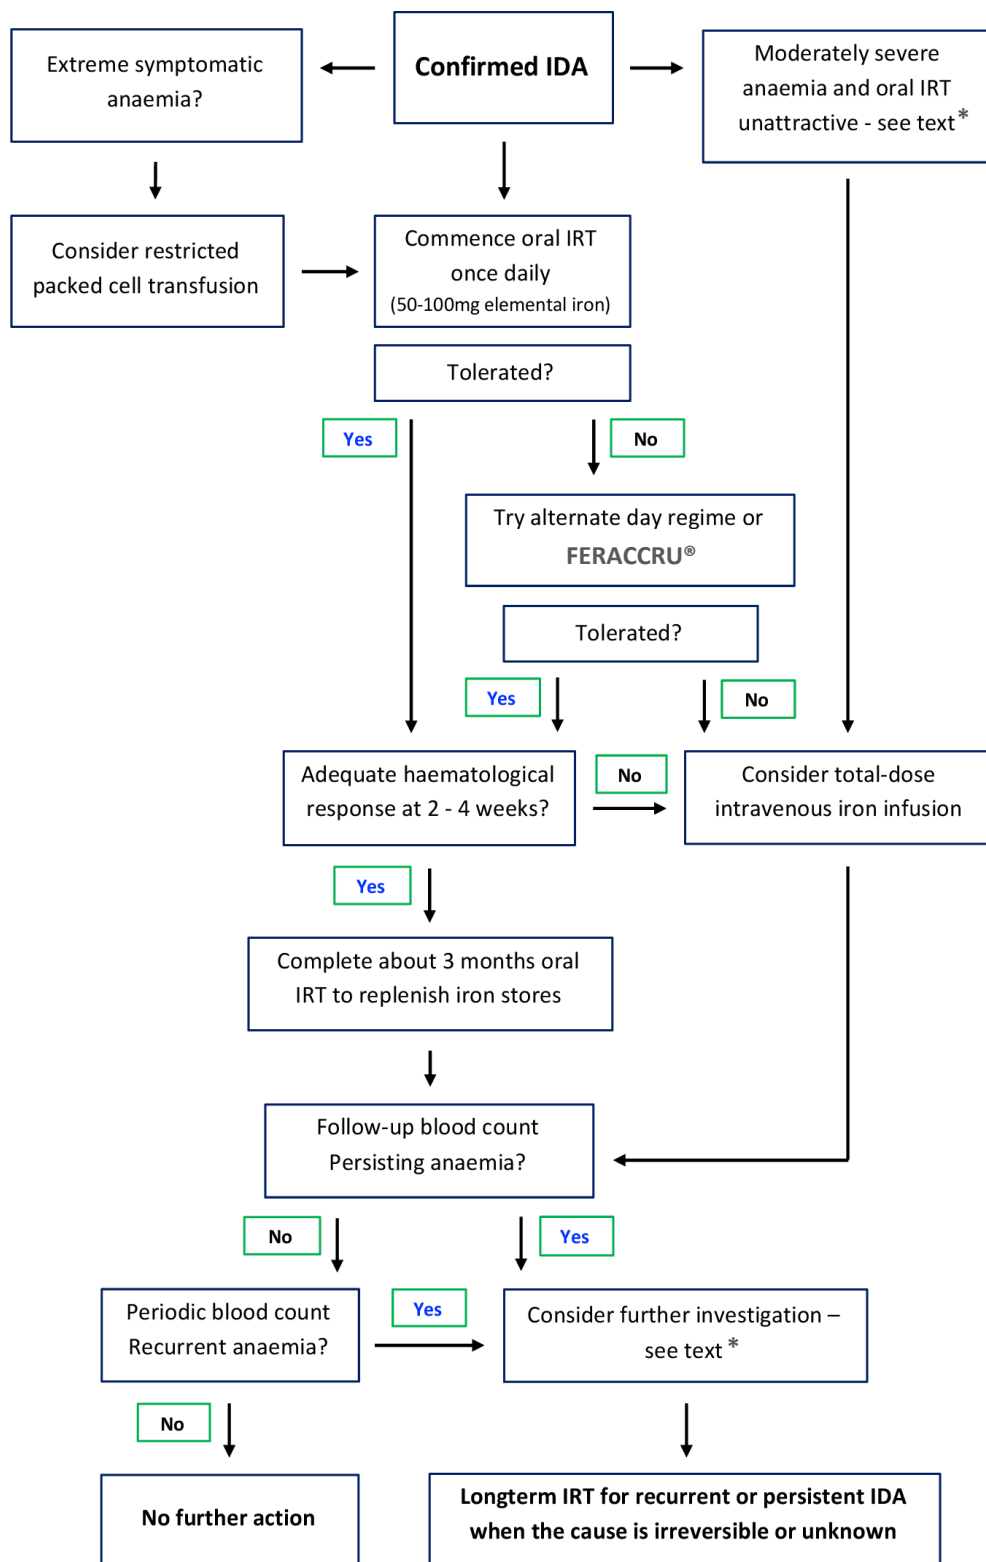 Confirmed IDA
Extreme symptomatic
anaemia?
Moderately severe
anaemia and oral IRT
unattractive - see text*
Consider restricted
packed cell transfusion
Commence oral IRT
once daily
(50-100mg elemental iron)
Tolerated?
Yes
No
Try alternate day regime or
FERACCRU®
Tolerated?
Yes
No
Adequate haematological
response at 2 - 4 weeks?
No
Consider total-dose
intravenous iron infusion
Yes
Complete about 3 months oral
IRT to replenish iron stores
Follow-up blood count
Persisting anaemia?
No
Yes
Periodic blood count
Recurrent anaemia?
Yes
Consider further investigation –
see text*
No
No further action
Longterm IRT for recurrent or persistent IDA
when the cause is irreversible or unknown